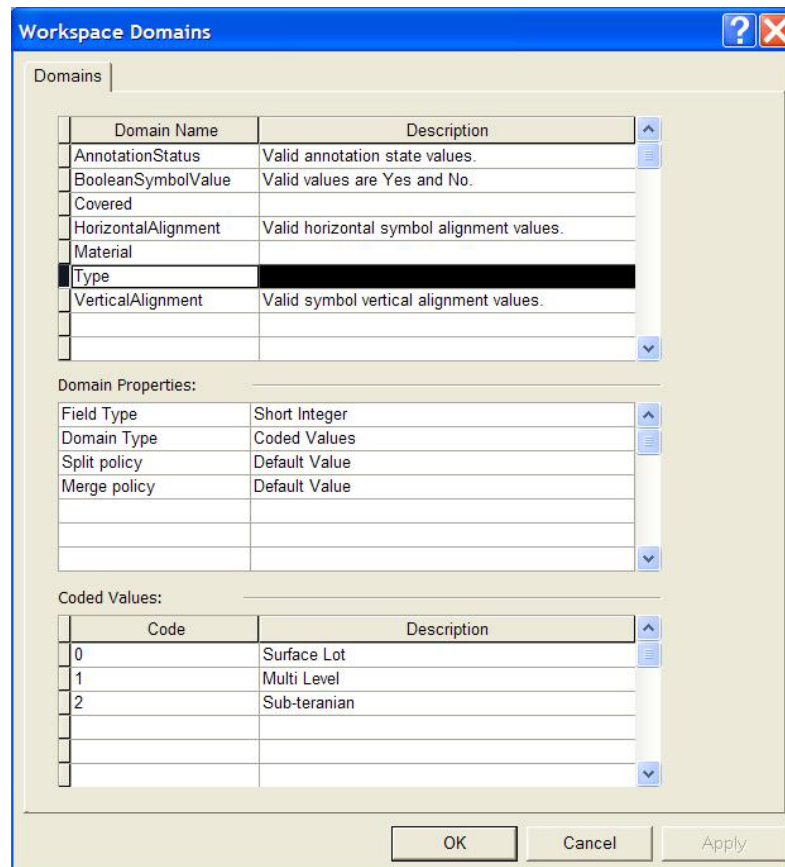 Workspace Domains
Domains
Domain Name Description
AnnotationStatus Valid annotation state values.
BooleanSymbolValue Valid values are Yes and No.
Covered
HorizontalAlignment Valid horizontal symbol alignment values.
Material
Type
VerticalAlignment Valid symbol vertical alignment values.
Domain Properties:
Field Type Short Integer
Domain Type Coded Values
Split policy Default Value
Merge policy Default Value
Coded Values:
Code Description
0 Surface Lot
1 Multi Level
2 Sub-teranian
OK Cancel Apply